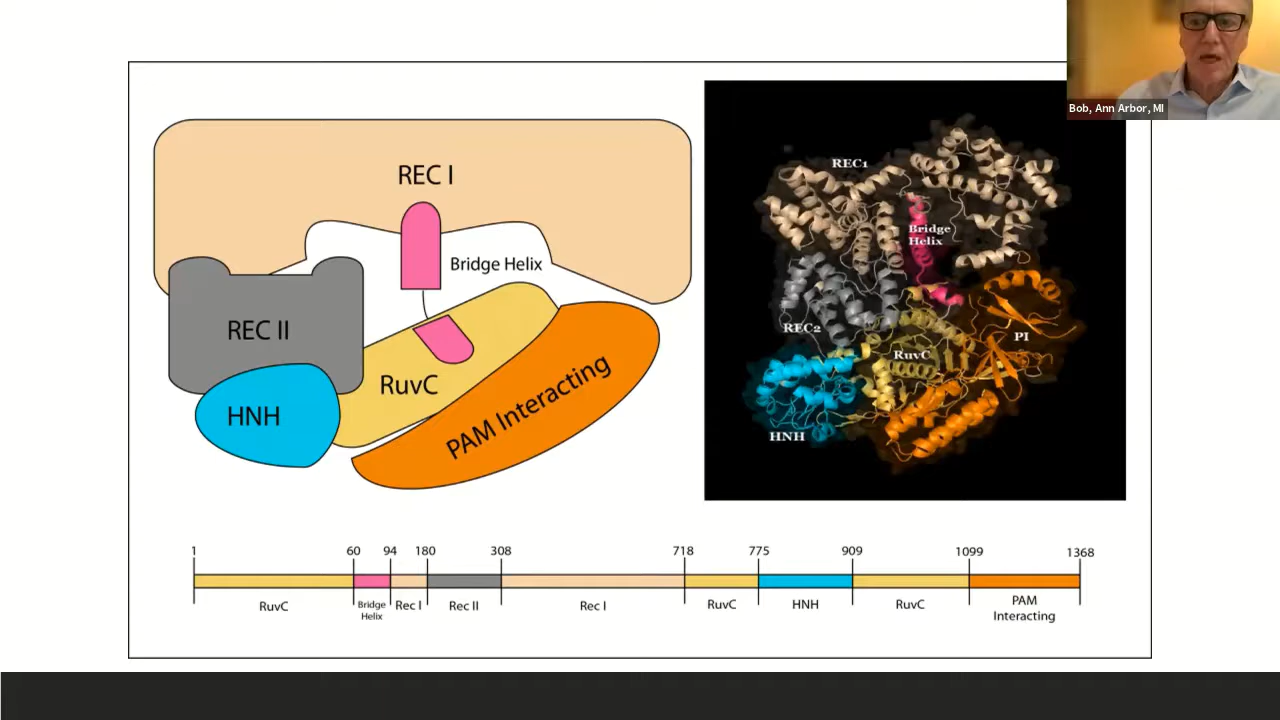 Bob, Ann Arbor, MI
REC I
Bridge Helix
REC II
RuvC
HNH
PAM Interacting
REC1
Bridge
Helix
REC2
PI
RuvC
HNH
1 60 94 180 308 718 775 909 1099 1368
RuvC Bridge Rec I Rec II Rec I RuvC HNH RuvC PAM
Helix Interacting